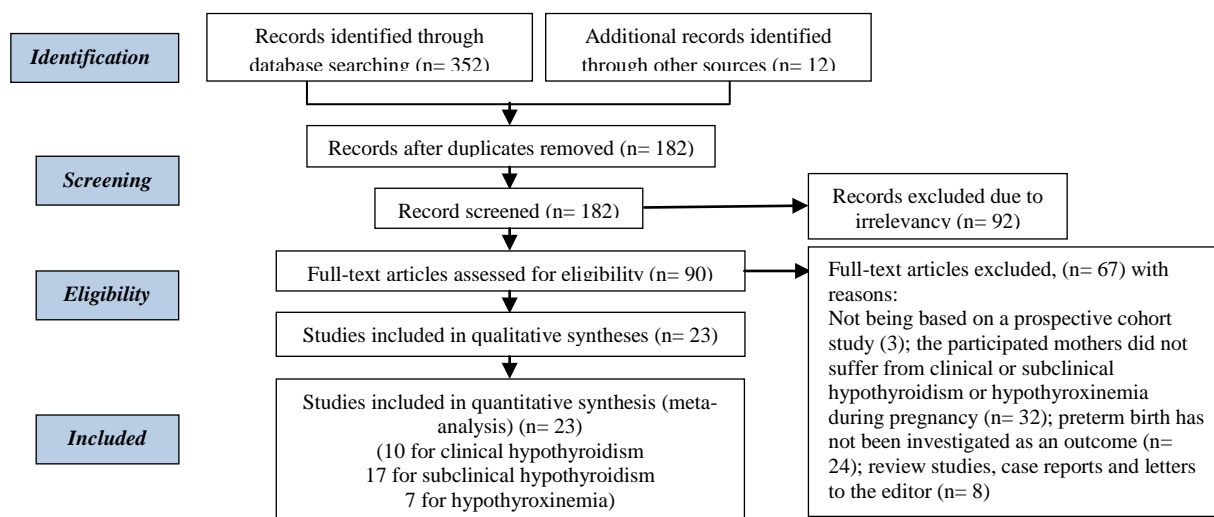 Identification
Records identified through
database searching (n= 352)
Additional records identified
through other sources (n= 12)
Records after duplicates removed (n= 182)
Screening
Record screened (n= 182)
Records excluded due to
irrelevancy (n= 92)
Full-text articles assessed for eligibility (n= 90)
Eligibility
Full-text articles excluded, (n= 67) with
reasons:
Not being based on a prospective cohort
study (3); the participated mothers did not
suffer from clinical or subclinical
hypothyroidism or hypothyroxinemia
during pregnancy (n= 32); preterm birth has
not been investigated as an outcome (n=
24); review studies, case reports and letters
to the editor (n= 8)
Studies included in qualitative syntheses (n= 23)
Included
Studies included in quantitative synthesis (meta-
analysis) (n= 23)
(10 for clinical hypothyroidism
17 for subclinical hypothyroidism
7 for hypothyroxinemia)